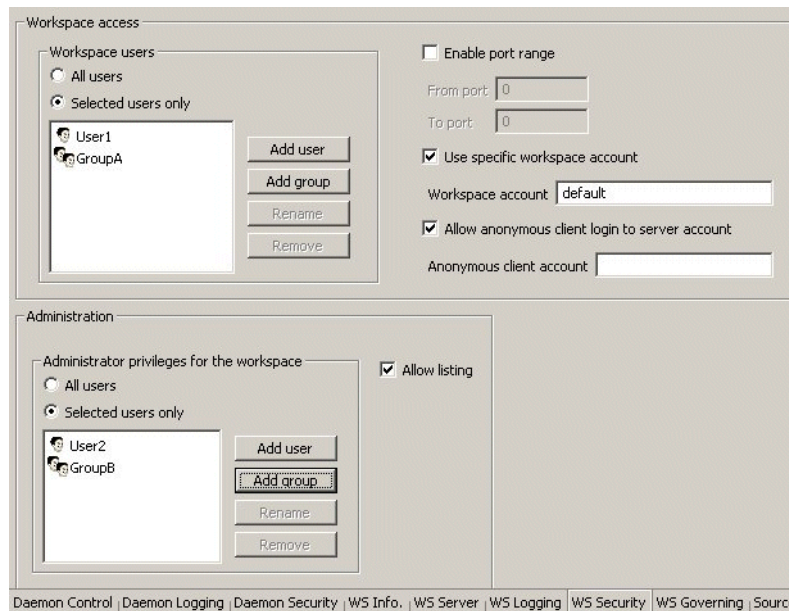 Workspace access
Workspace users
All users
Selected users only
User1
GroupA
Add user
Add group
Rename
Remove
Enable port range
From port 0
To port 0
Use specific workspace account
Workspace account default
Allow anonymous client login to server account
Anonymous client account
Administration
Administrator privileges for the workspace
All users
Selected users only
User2
GroupB
Add user
Add group
Rename
Remove
Allow listing
Daemon Control Daemon Logging Daemon Security WS Info. WS Server WS Logging WS Security WS Governing Sourc